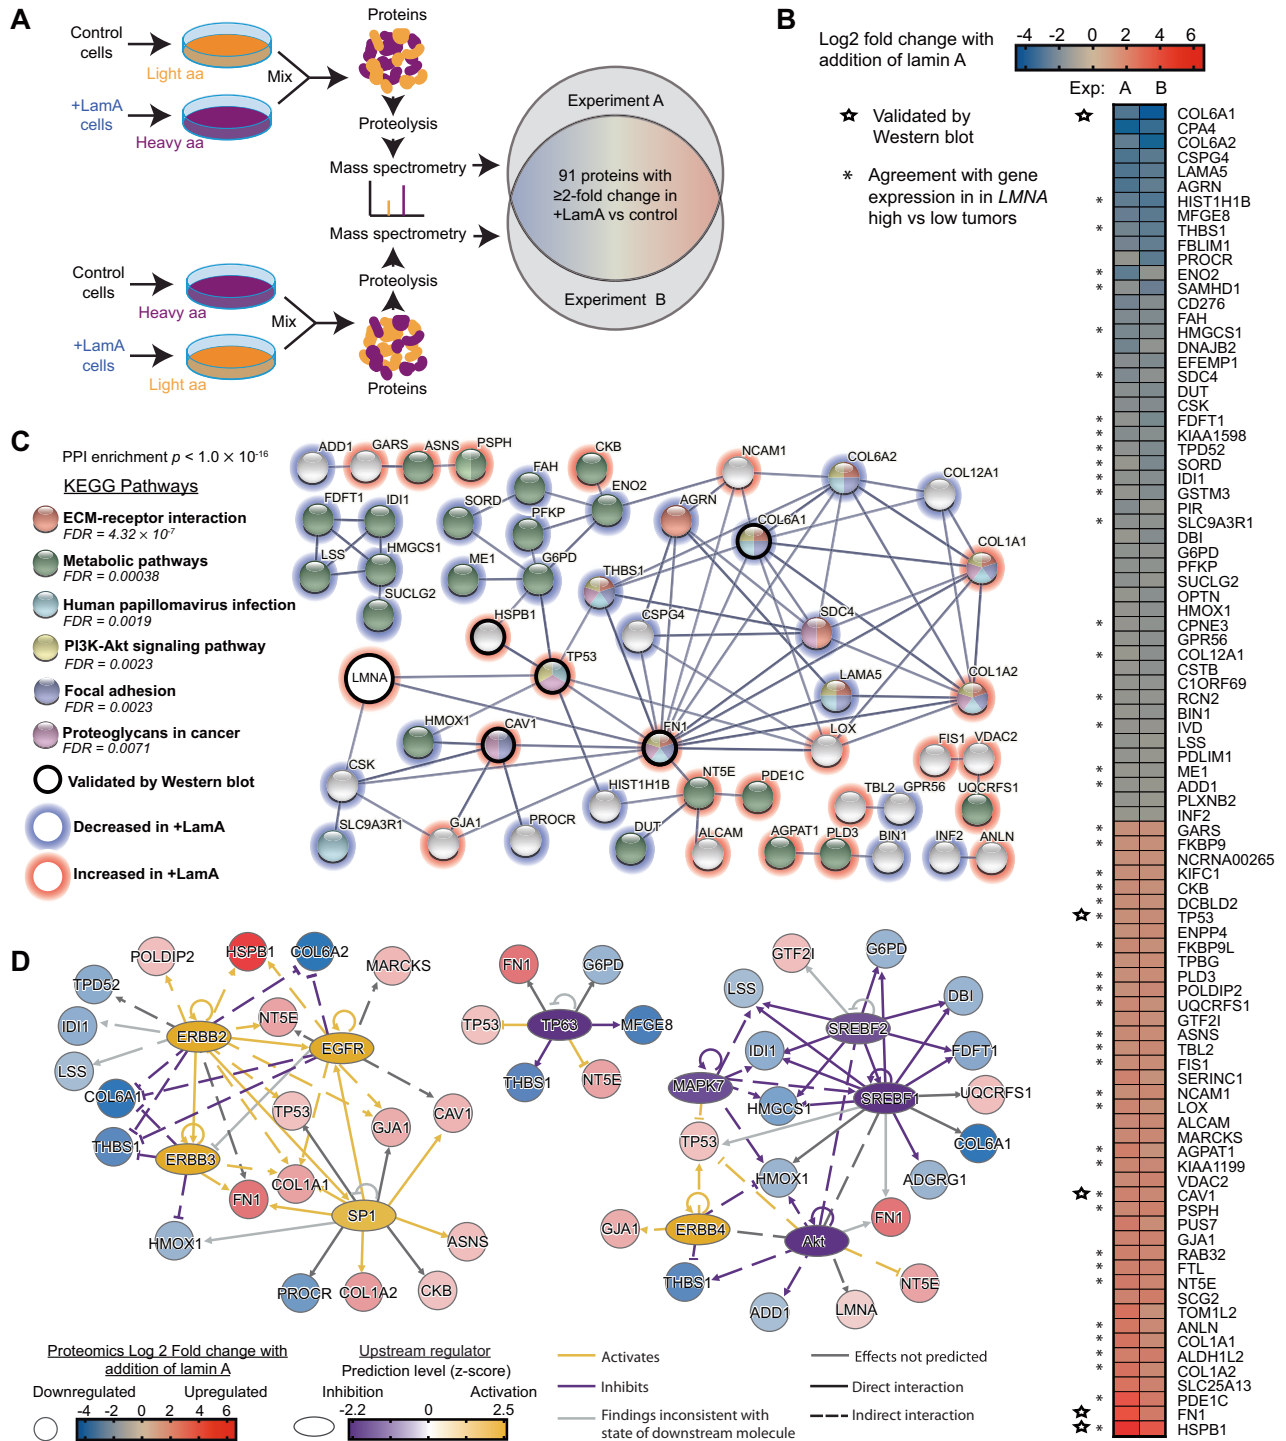 A
Control
cells
Light aa
Mix
+LamA
cells
Heavy aa
Proteins
Proteolysis
Mass spectrometry
Mass spectrometry
Proteolysis
Control
cells
Heavy aa
Mix
+LamA
cells
Light aa
Proteins
Experiment A
91 proteins with
≥2-fold change in
+LamA vs control
Experiment B
B
Log2 fold change with
addition of lamin A
-4 -2 0 2 4 6
Exp: A B
Validated by
Western blot
* Agreement with gene
expression in in LMNA
high vs low tumors
COL6A1
CPA4
COL6A2
CSPG4
LAMA5
AGRN
* HIST1H1B
MFGE8
* THBS1
FBLIM1
PROCR
* ENO2
* SAMHD1
CD276
FAH
* HMGCS1
DNAJB2
EFEMP1
* SDC4
DUT
CSK
* FDFT1
* KIAA1598
* TPD52
* SORD
* IDI1
* GSTM3
PIR
* SLC9A3R1
DBI
G6PD
PFKP
SUCLG2
OPTN
HMOX1
* CPNE3
GPR56
* COL12A1
CSTB
C1ORF69
* RCN2
BIN1
* IVD
LSS
PDLIM1
* ME1
* ADD1
PLXNB2
INF2
* GARS
* FKBP9
NCRNA00265
* KIFC1
* CKB
* DCBLD2
* TP53
ENPP4
* FKBP9L
TPBG
* PLD3
* POLDIP2
* UQCRFS1
GTF2I
* ASNS
* TBL2
* FIS1
SERINC1
* NCAM1
* LOX
ALCAM
MARCKS
* AGPAT1
* KIAA1199
VDAC2
* CAV1
* PSPH
PUS7
GJA1
* RAB32
* FTL
* NT5E
SCG2
TOM1L2
* ANLN
* COL1A1
* ALDH1L2
* COL1A2
SLC25A13
* PDE1C
FN1
* HSPB1
C
PPI enrichment p < 1.0 × 10-16
KEGG Pathways
ECM-receptor interaction
FDR = 4.32 × 10-7
Metabolic pathways
FDR = 0.00038
Human papillomavirus infection
FDR = 0.0019
PI3K-Akt signaling pathway
FDR = 0.0023
Focal adhesion
FDR = 0.0023
Proteoglycans in cancer
FDR = 0.0071
Validated by Western blot
Decreased in +LamA
Increased in +LamA
ADD1
GARS
ASNS
PSPH
CKB
NCAM1
COL6A2
COL12A1
FAH
ENO2
AGRN
FDFT1
IDI1
SORD
PFKP
COL6A1
COL1A1
LSS
HMGCS1
ME1
G6PD
THBS1
SUCLG2
HSPB1
CSPG4
SDC4
LMNA
TP53
LAMA5
COL1A2
HMOX1
CAV1
FN1
LOX
FIS1
VDAC2
CSK
HIST1H1B
NT5E
PDE1C
TBL2
GPR56
UQCRFS1
SLC9A3R1
GJA1
PROCR
DUT
ALCAM
AGPAT1
PLD3
BIN1
INF2
ANLN
D
POLDIP2
HSPB1
COL6A2
MARCKS
TPD52
IDI1
NT5E
ERBB2
EGFR
LSS
COL6A1
TP53
CAV1
GJA1
THBS1
ERBB3
COL1A1
FN1
SP1
HMOX1
ASNS
PROCR
COL1A2
CKB
FN1
G6PD
TP53
TP63
MFGE8
THBS1
NT5E
GTF2I
G6PD
LSS
DBI
SREBF2
IDI1
FDFT1
MAPK7
SREBF1
UQCRFS1
HMGCS1
TP53
COL6A1
HMOX1
ADGRG1
FN1
GJA1
ERBB4
Akt
THBS1
NT5E
ADD1
LMNA
Proteomics Log 2 Fold change with
addition of lamin A
Downregulated Upregulated
-4 -2 0 2 4 6
Upstream regulator
Prediction level (z-score)
Inhibition Activation
-2.2 0 2.5
Activates
Inhibits
Findings inconsistent with
state of downstream molecule
Effects not predicted
Direct interaction
Indirect interaction